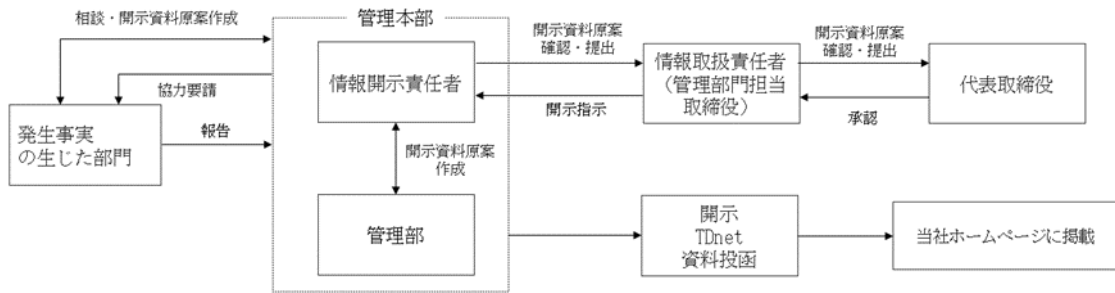 相談・開示資料原案作成
管理本部
開示資料原案
確認・提出
開示資料原案
確認・提出
情報開示責任者
情報取扱責任者
(管理部門担当
取締役)
代表取締役
協力要請
開示指示
承認
発生事実
の生じた部門
報告
開示資料原案
作成
管理部
開示
TDnet
資料投函
当社ホームページに掲載